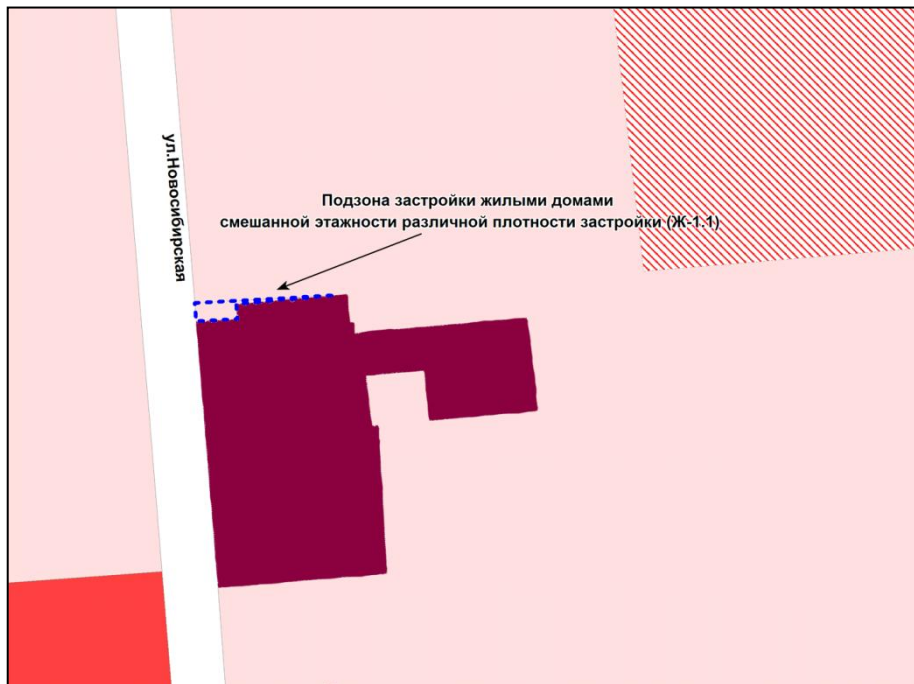 ул.Новосибирская
Подзона застройки жилыми домами
смешанной этажности различной плотности застройки (Ж-1.1)